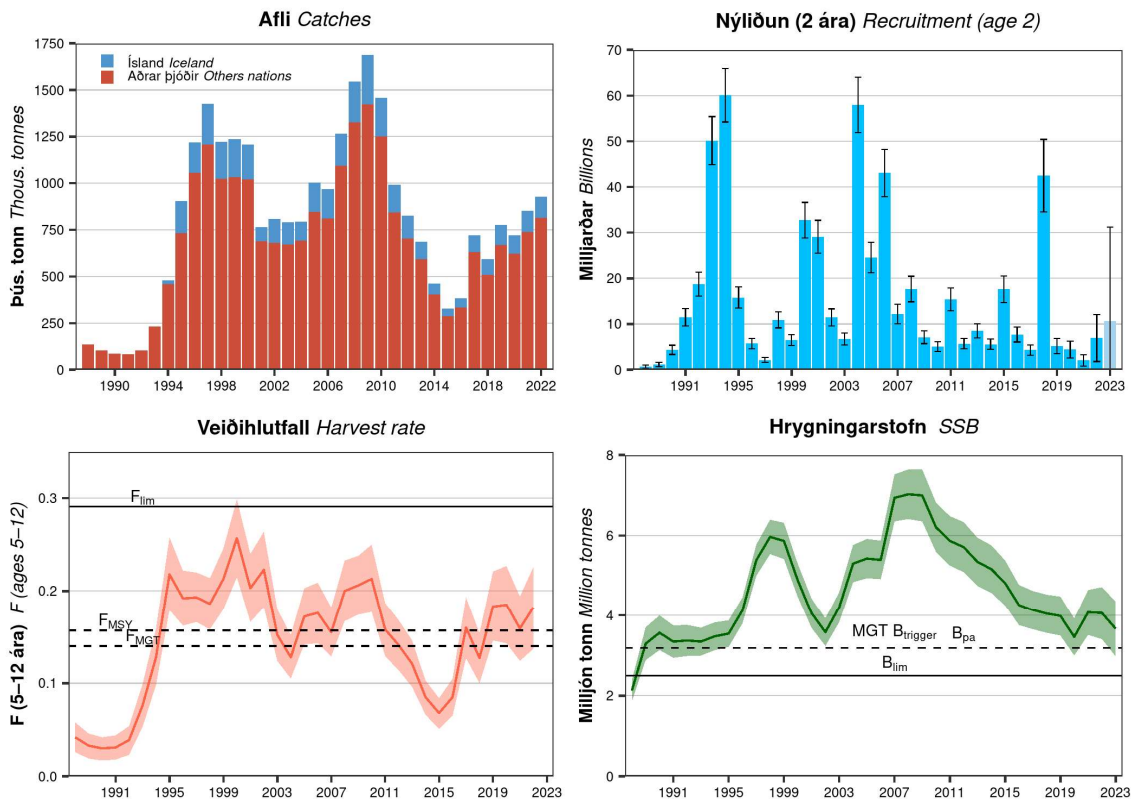 Afli Catches
Þús. tonn Thous. tonnes
1750
1500
1250
1000
750
500
250
0
Ísland Iceland
Aðrar þjóðir Others nations
1990 1994 1998 2002 2006 2010 2014 2018 2022
Nýliðun (2 ára) Recruitment (age 2)
Milljarðar Billions
70
60
50
40
30
20
10
0
1991 1995 1999 2003 2007 2011 2015 2019 2023
Veiðihlutfall Harvest rate
F (5–12 ára) F (ages 5–12)
0.3
0.2
0.1
0.0
Flim
FMSY
FMGT
1991 1995 1999 2003 2007 2011 2015 2019 2023
Hrygningarstofn SSB
Milljón tonn Million tonnes
8
6
4
2
0
MGT Btrigger Bpa
Blim
1991 1995 1999 2003 2007 2011 2015 2019 2023